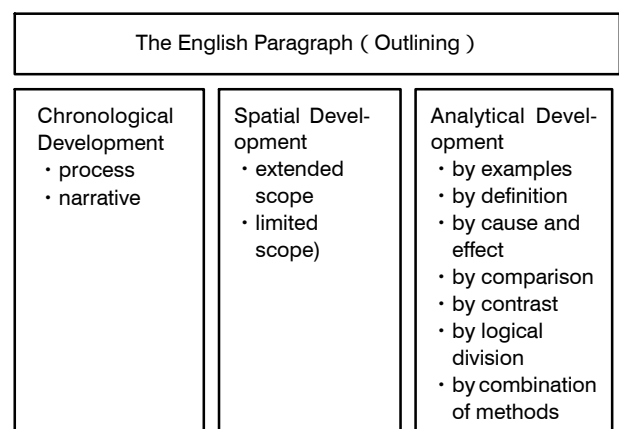 The English Paragraph ( Outlining )
Chronological
Development
・process
・narrative
Spatial Devel-
opment
・extended
scope
・limited
scope)
Analytical Devel-
opment
・by examples
・by definition
・by cause and
effect
・by comparison
・by contrast
・by logical
division
・by combination
of methods